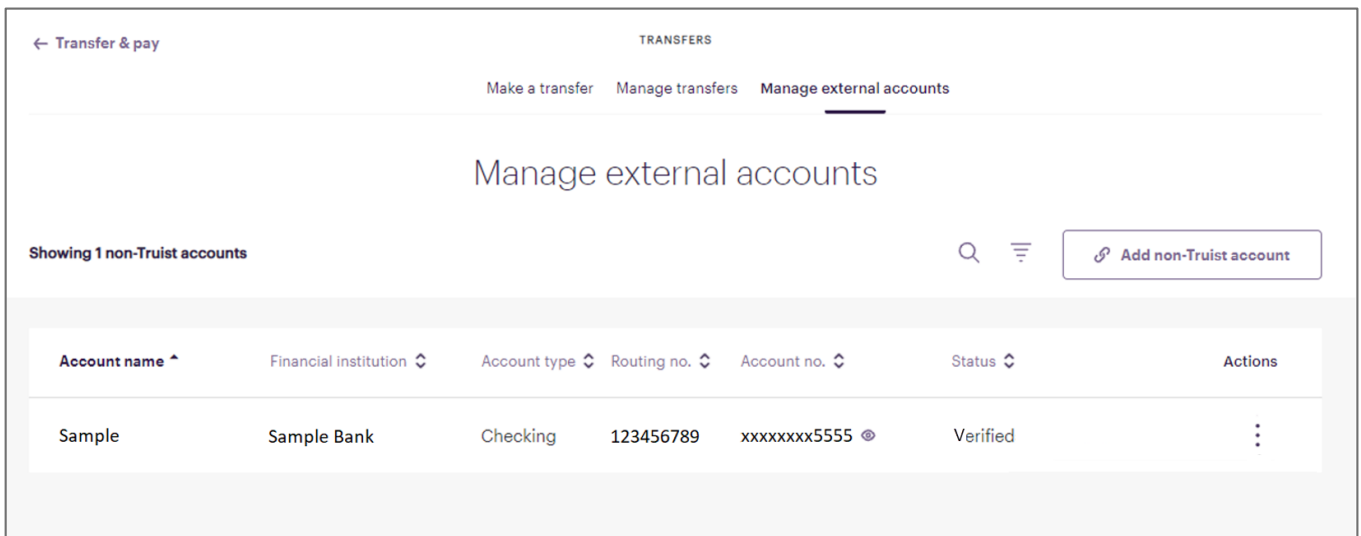 ← Transfer & pay
TRANSFERS
Make a transfer Manage transfers Manage external accounts
Manage external accounts
Showing 1 non-Truist accounts
Add non-Truist account
Account name Financial institution Account type Routing no. Account no. Status Actions
Sample Sample Bank Checking 123456789 xxxxxxxx5555 Verified